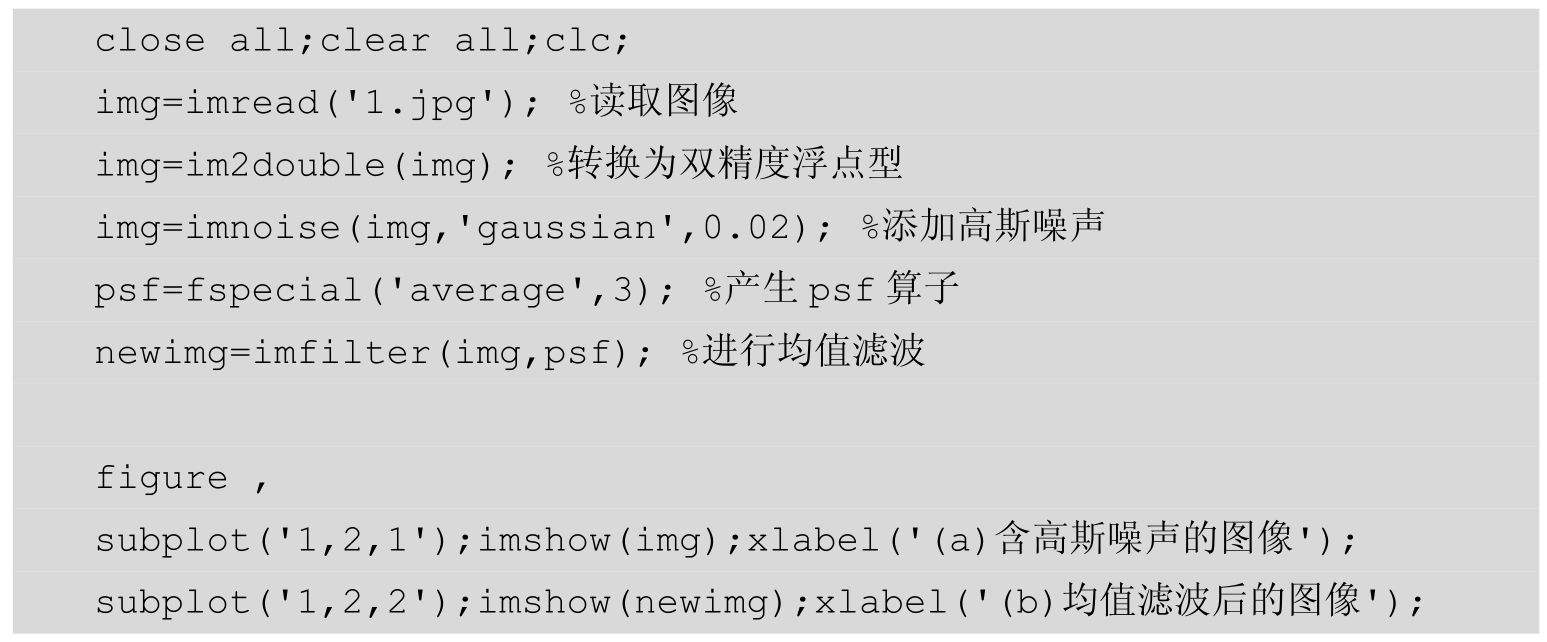 close all;clear all;clc;
img=imread('1.jpg'); %读取图像
img=im2double(img); %转换为双精度浮点型
img=imnoise(img,'gaussian',0.02); %添加高斯噪声
psf=fspecial('average',3); %产生psf算子
newimg=imfilter(img,psf); %进行均值滤波
figure ,
subplot('1,2,1');imshow(img);xlabel('(a)含高斯噪声的图像');
subplot('1,2,2');imshow(newimg);xlabel('(b)均值滤波后的图像');